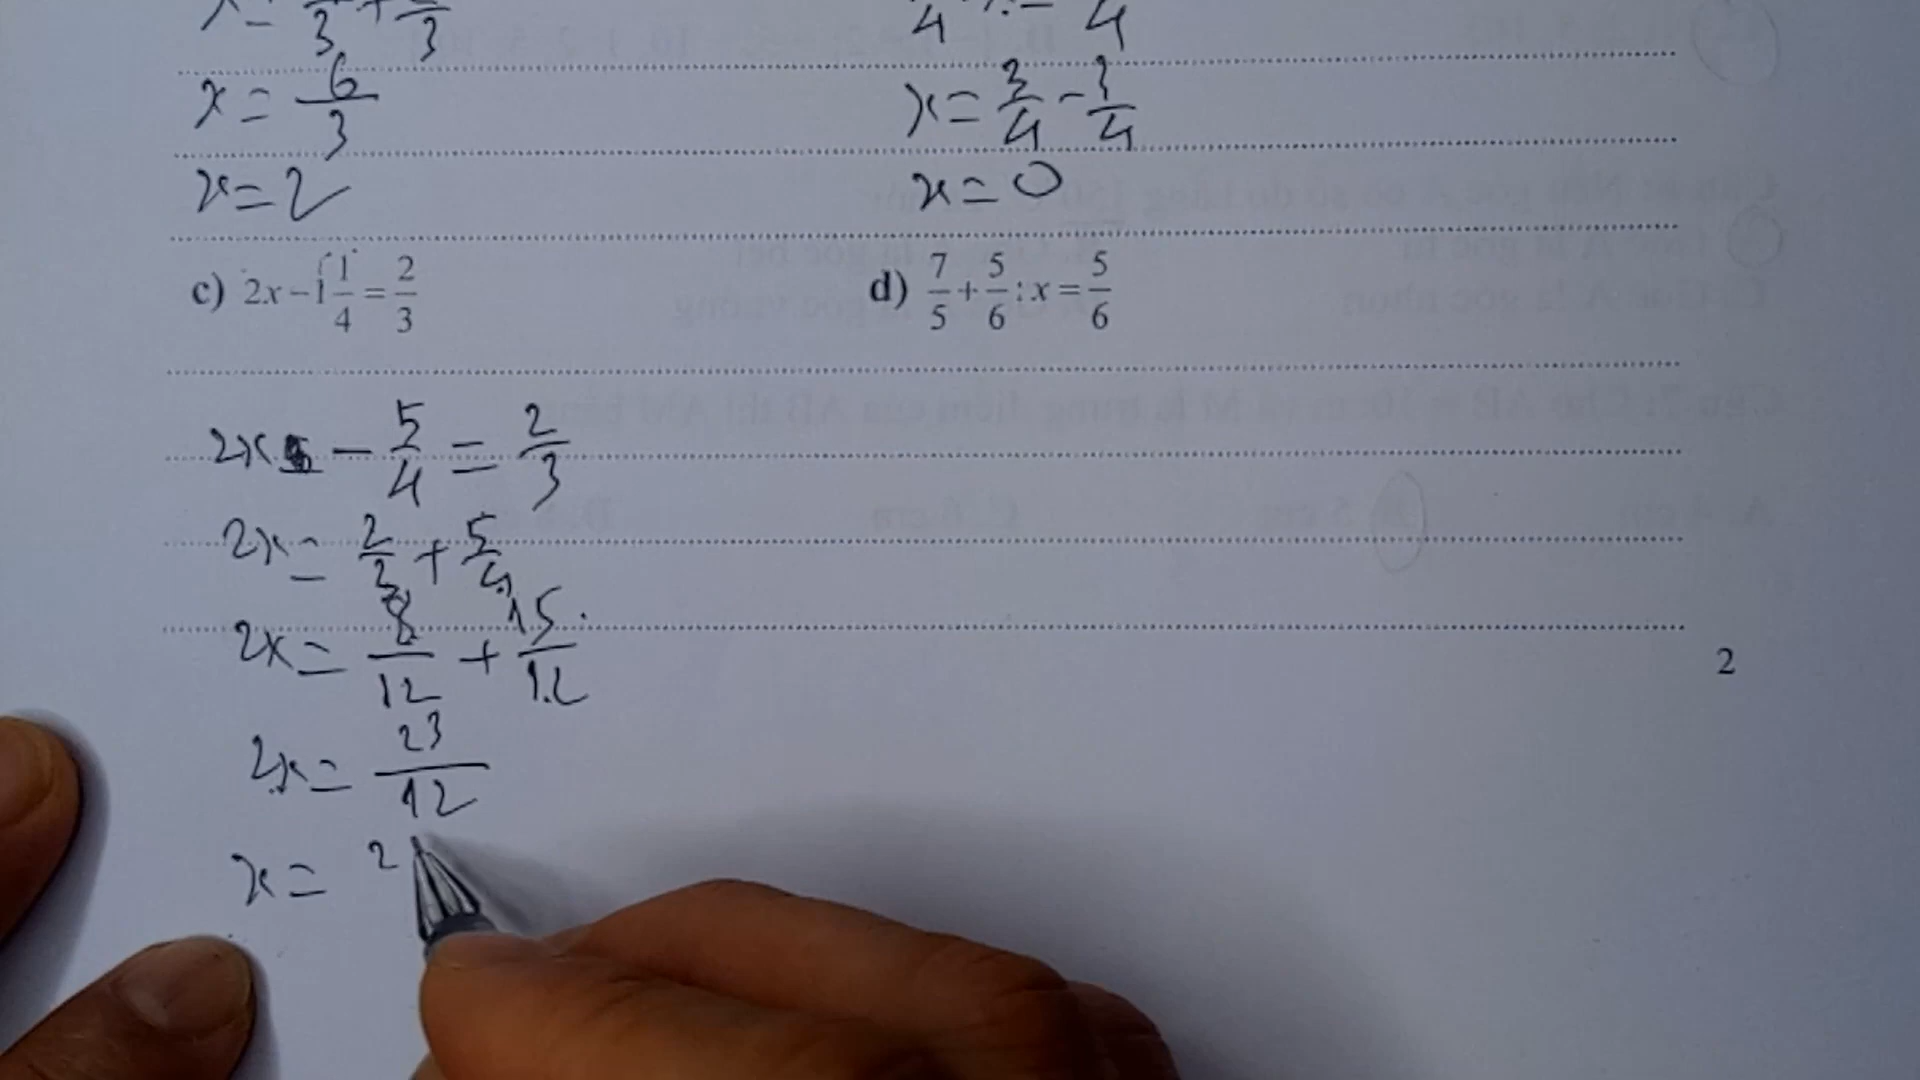 x = 6/3
x = 3/4 - 3/4
x = 2
x = 0
c) 2x - 1 1/4 = 2/3
d) 7/5 + 5/6 : x = 5/6
2x - 5/4 = 2/3
2x = 2/3 + 5/4
2x = 8/12 + 15/12
2
2x = 23/12
x = 2